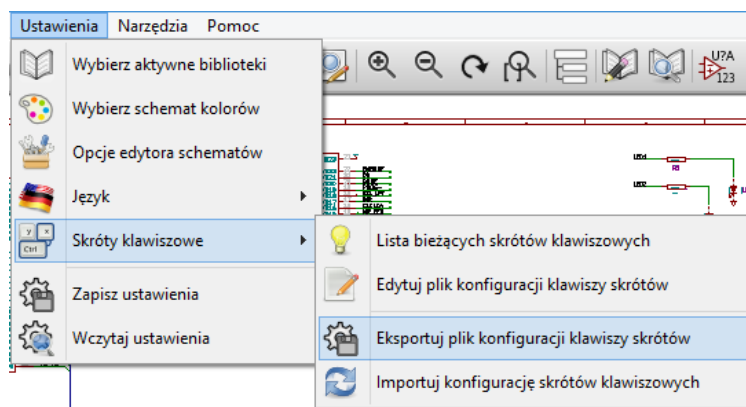 Ustawienia Narzędzia Pomoc
Wybierz aktywne biblioteki
U?A
123
Wybierz schemat kolorów
Opcje edytora schematów
Język
Skróty klawiszowe
Y X
Ctrl
Lista bieżących skrótów klawiszowych
Edytuj plik konfiguracji klawiszy skrótów
Zapisz ustawienia
Wczytaj ustawienia
Eksportuj plik konfiguracji klawiszy skrótów
Importuj konfigurację skrótów klawiszowych